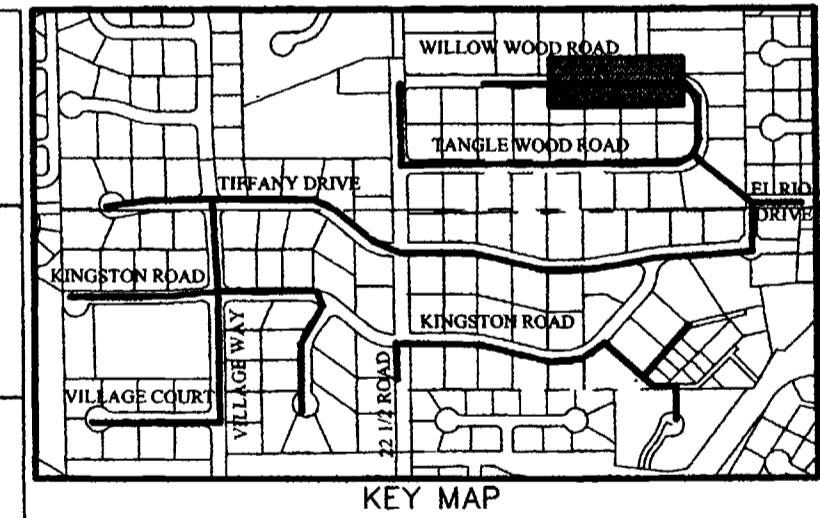 WILLOW WOOD ROAD
TANGLE WOOD ROAD
TIFFANY DRIVE
EL RIO
DRIVE
KINGSTON ROAD
KINGSTON ROAD
VILLAGE WAY
22 1/2 ROAD
VILLAGE COURT
KEY MAP